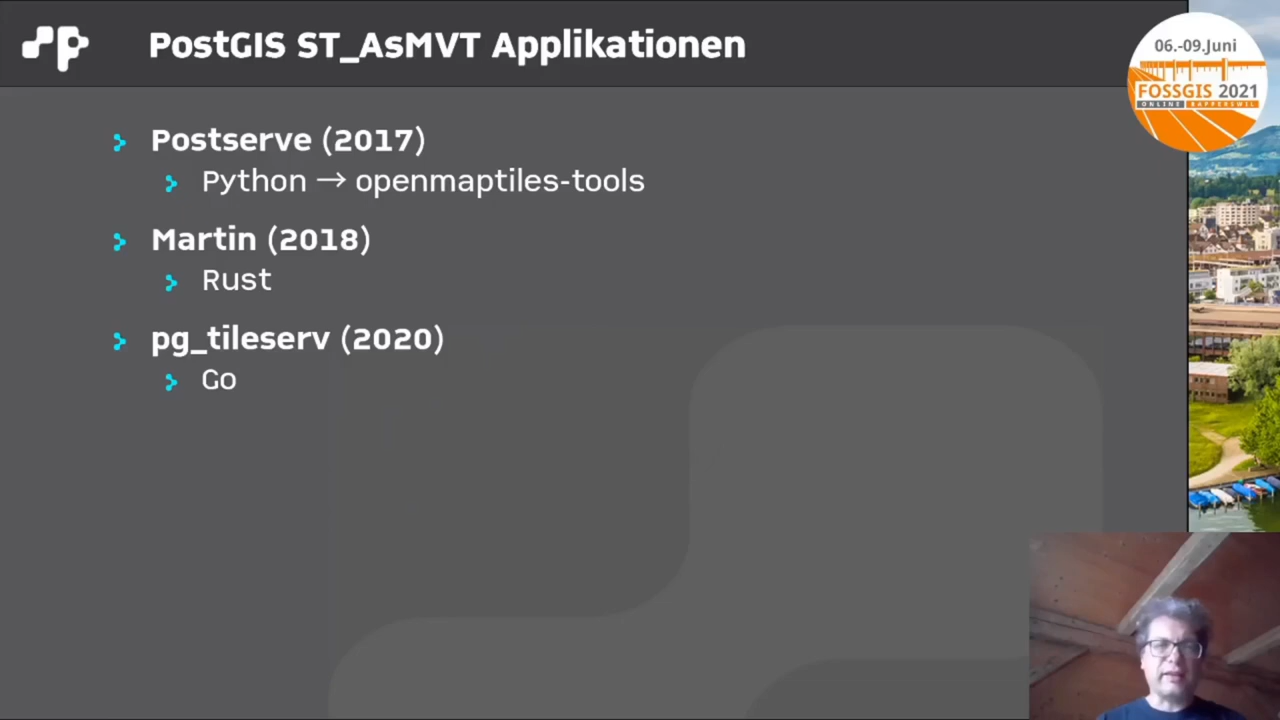 PostGIS ST_AsMVT Applikationen
06.-09.Juni
FOSSGIS 2021
ONLINE RAPPERSWIL
Postserve (2017)
Python → openmaptiles-tools
Martin (2018)
Rust
pg_tileserv (2020)
Go